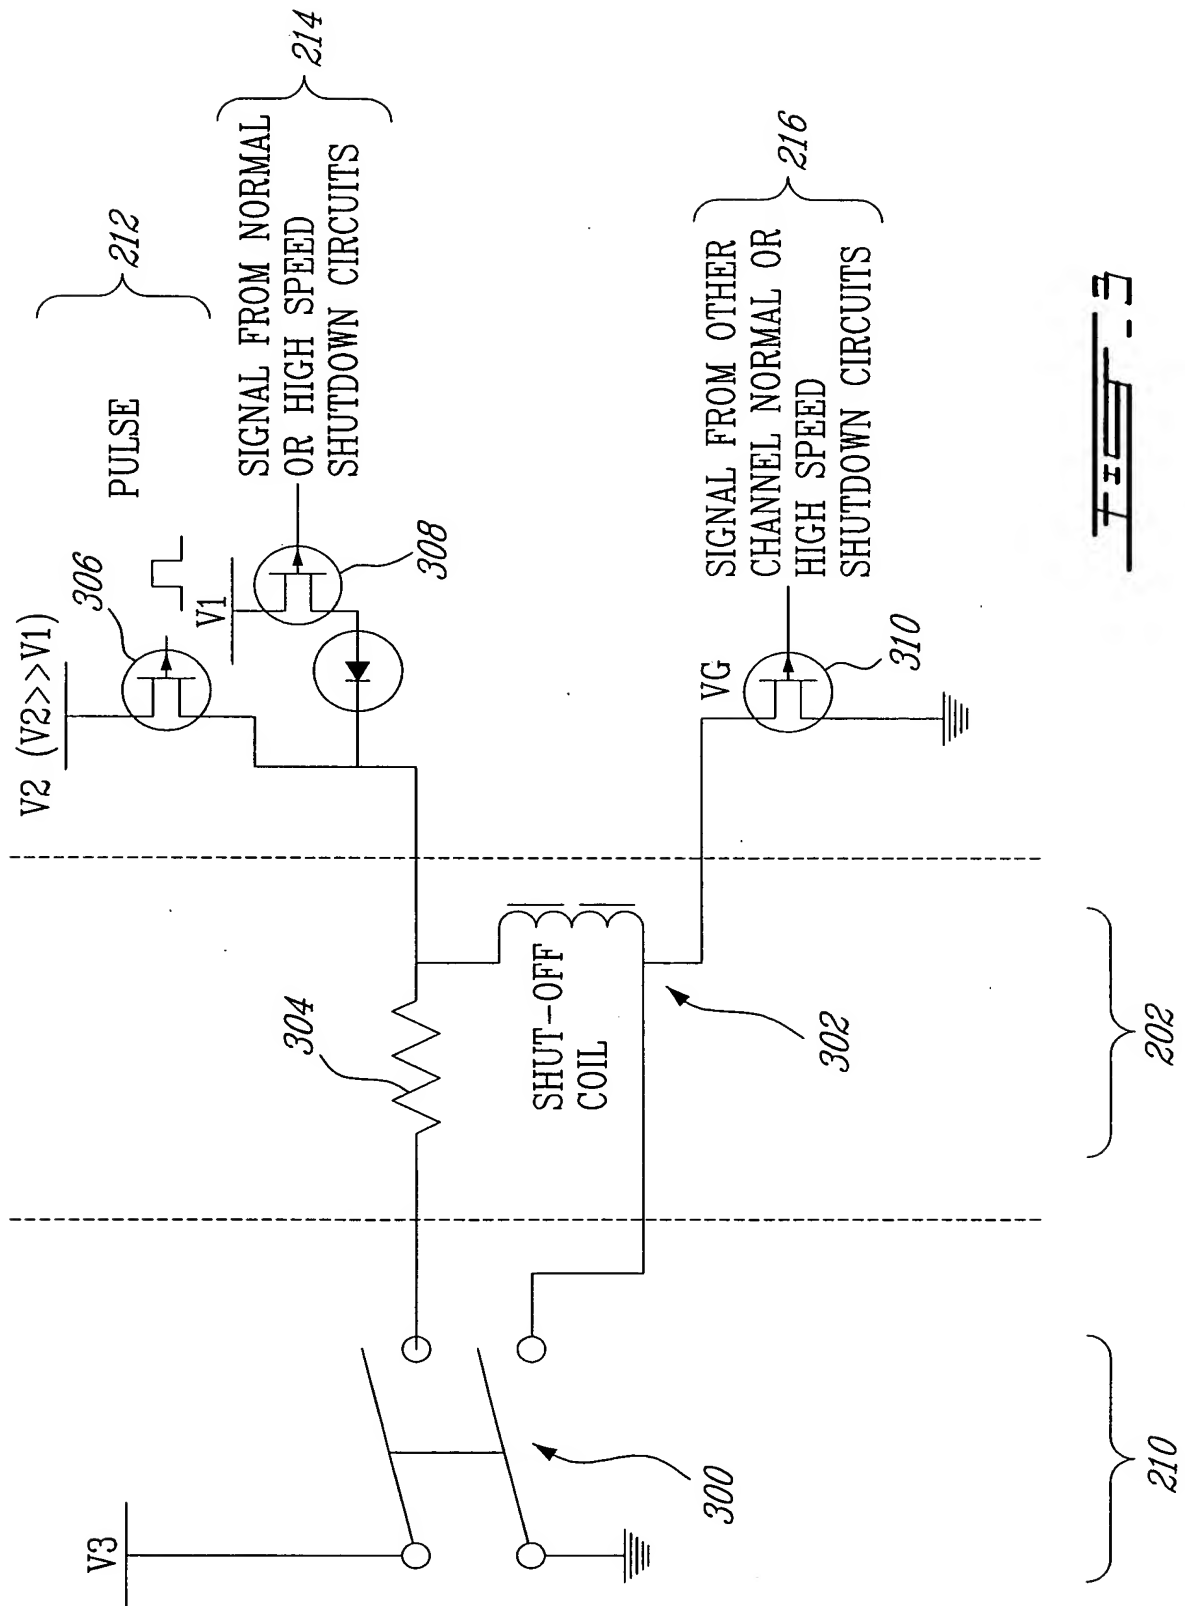 V2 (V2>>V1)
306
PULSE
212
V1
308
SIGNAL FROM NORMAL
OR HIGH SPEED
SHUTDOWN CIRCUITS
214
V3
300
304
SHUT-OFF
COIL
302
VG
310
SIGNAL FROM OTHER
CHANNEL NORMAL OR
HIGH SPEED
SHUTDOWN CIRCUITS
216
210
202
FIG-3